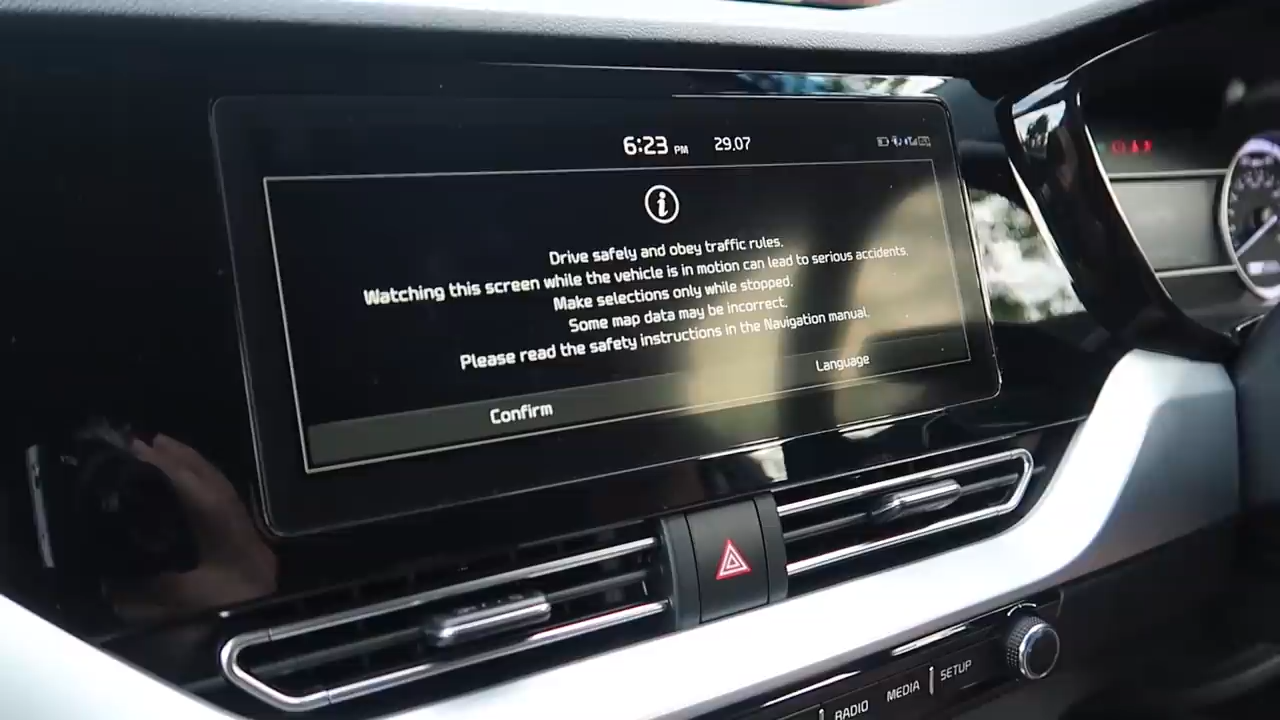 6:23 PM 29.07
Drive safely and obey traffic rules.
Watching this screen while the vehicle is in motion can lead to serious accidents.
Make selections only while stopped.
Some map data may be incorrect.
Please read the safety instructions in the Navigation manual.
Confirm
Language
RADIO
MEDIA
SETUP